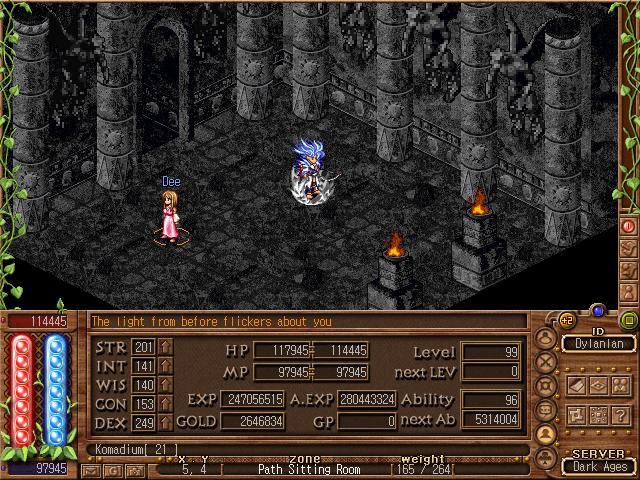 Dee
114445
The light from before flickers about you
+2
ID
Dylanlan
STR 201
INT 141
WIS 140
CON 153
DEX 249
HP 117945 114445
MP 97945 97945
EXP 247056515 A.EXP 280443324
GOLD 2646834 GP 0
Level 99
next LEV 0
Ability 96
next Ab 5314004
Komadium[ 21 ]
97945
x y zone weight
5, 4 Path Sitting Room [165 / 264[
G
?
SERVER
Dark Ages